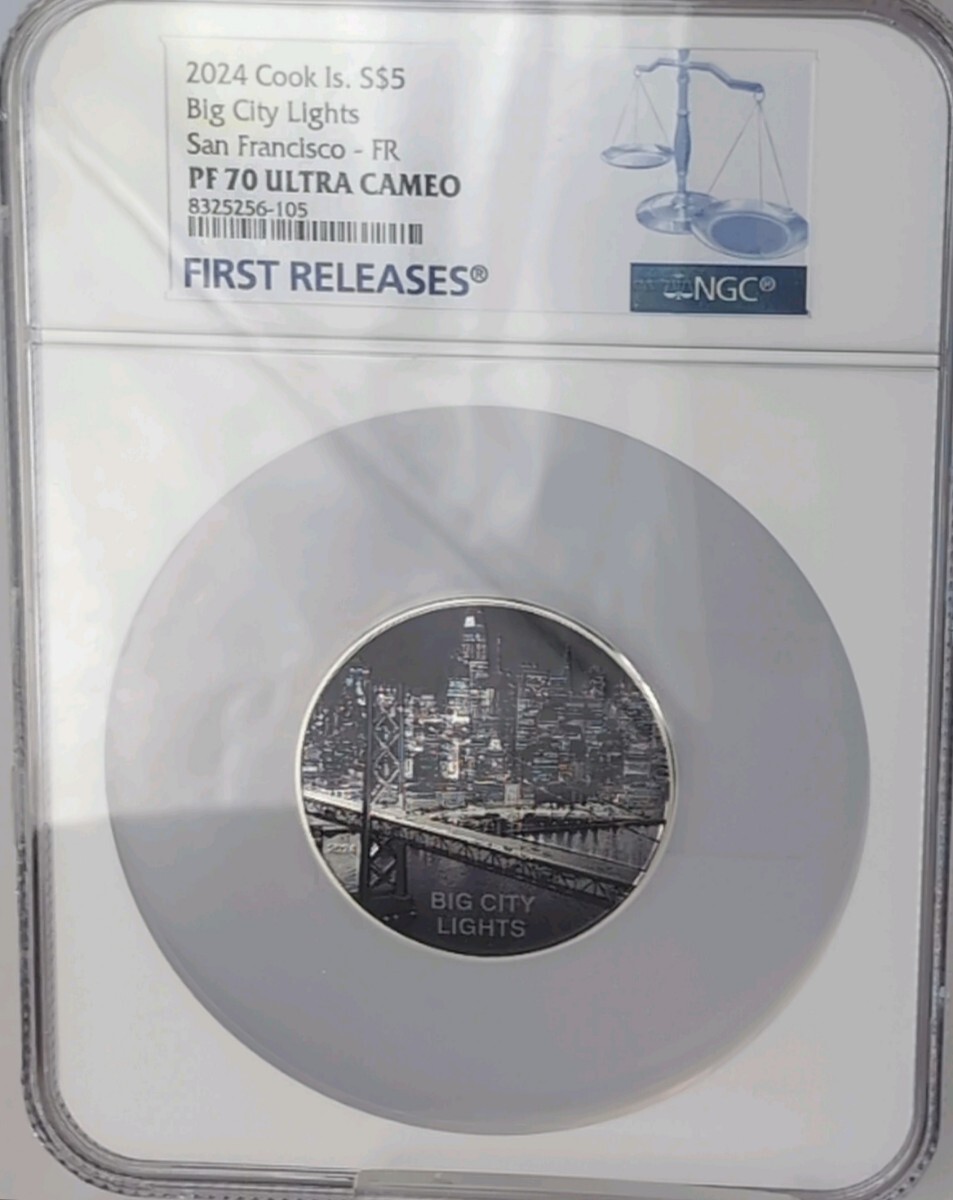 2024 Cook Is. S$5
Big City Lights
San Francisco - FR
PF 70 ULTRA CAMEO
8325256-105
FIRST RELEASES®
NGC®
BIG CITY
LIGHTS